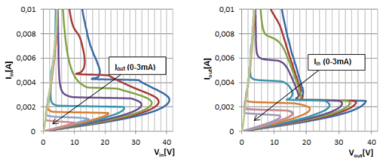 0,01
0,008
0,006
0,004
0,002
0
Iin[A]
Iout (0-3mA)
0 10 20 30 40
Vin[V]
0,01
0,008
0,006
0,004
0,002
0
Iout[A]
Iin (0-3mA)
0 10 20 30 40
Vout[V]